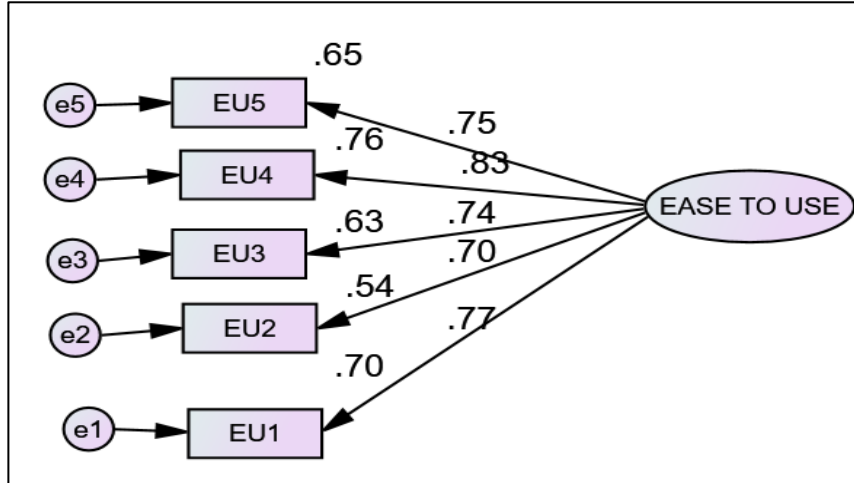 .65
e5
EU5
.75
.76
e4
EU4
.83
EASE TO USE
.63
.74
e3
EU3
.70
.54
e2
EU2
.77
.70
e1
EU1